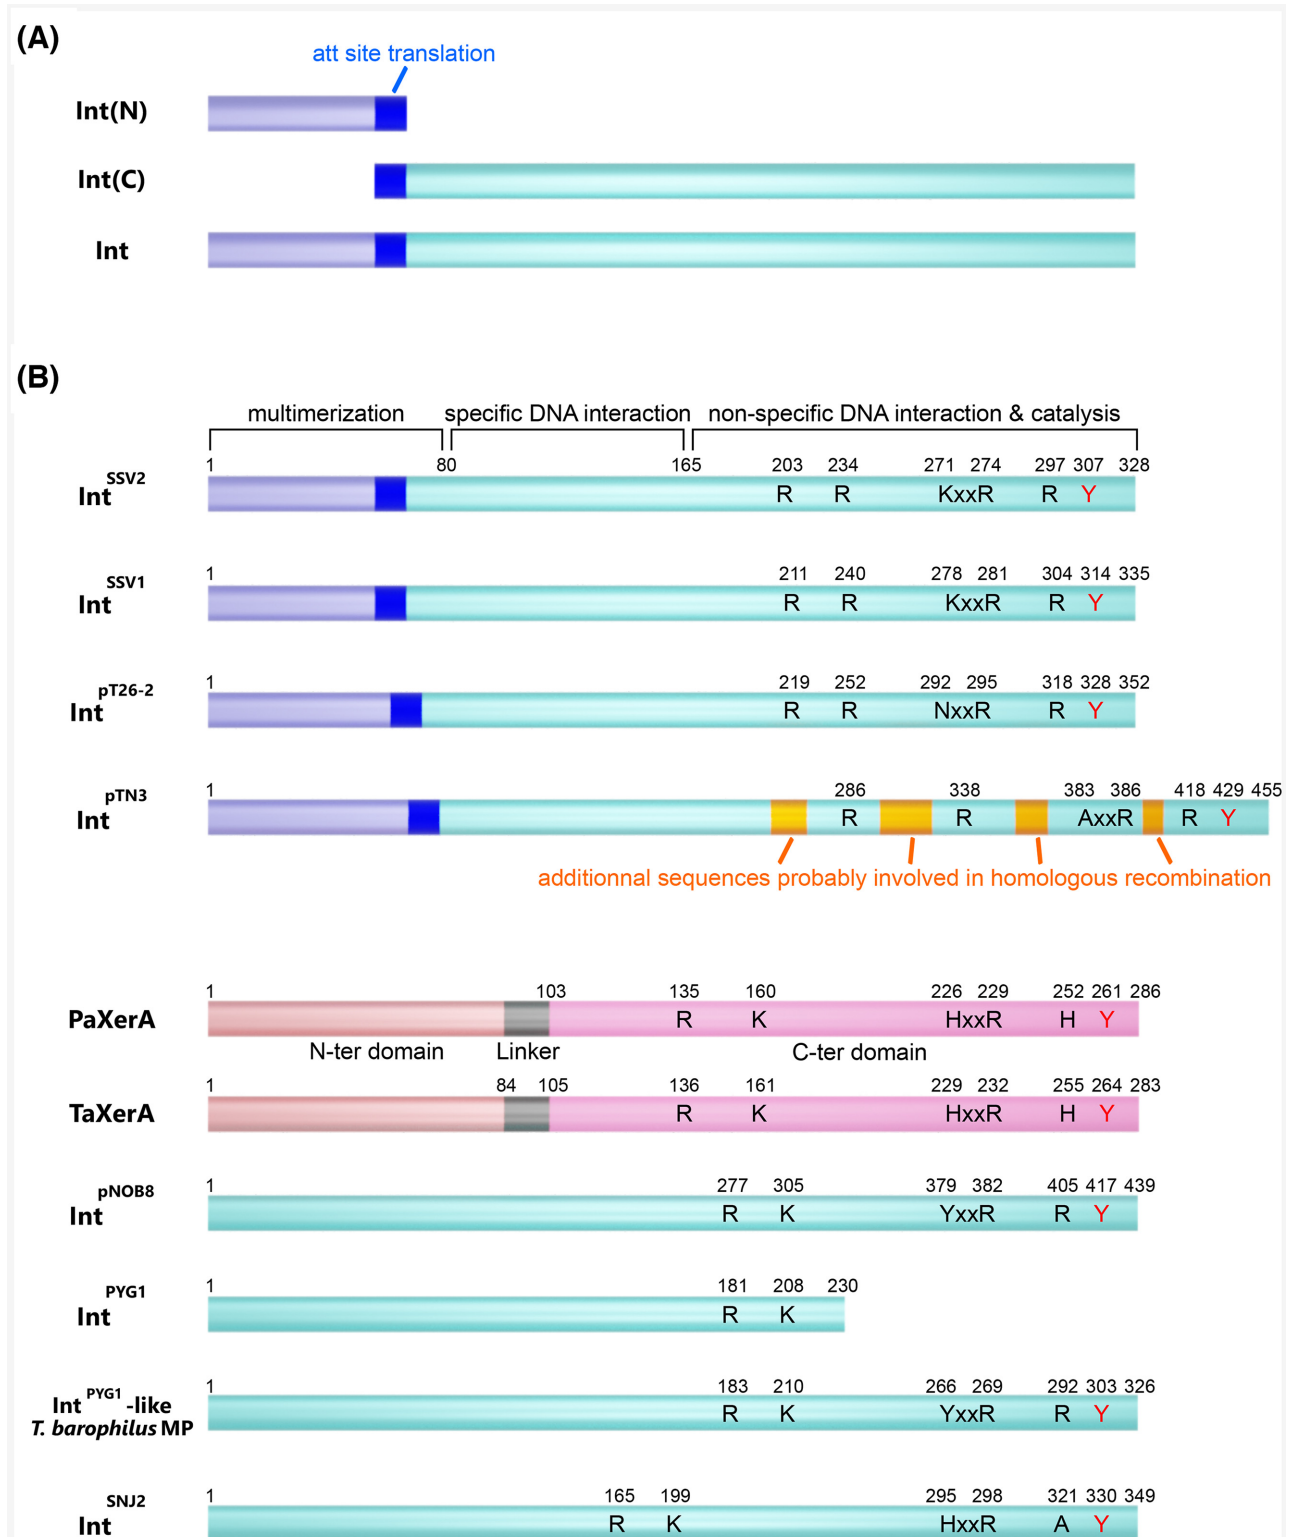 (A)
att site translation
Int(N)
Int(C)
Int
(B)
multimerization specific DNA interaction non-specific DNA interaction & catalysis
1 80 165 203 234 271 274 297 307 328
Int SSV2 R R KxxR R Y
1 211 240 278 281 304 314 335
Int SSV1 R R KxxR R Y
1 219 252 292 295 318 328 352
Int pT26-2 R R NxxR R Y
1 286 338 383 386 418 429 455
Int pTN3 R R AxxR R Y
additionnal sequences probably involved in homologous recombination
1 103 135 160 226 229 252 261 286
PaXerA R K HxxR H Y
N-ter domain Linker C-ter domain
1 84 105 136 161 229 232 255 264 283
TaXerA R K HxxR H Y
1 277 305 379 382 405 417 439
Int pNOB8 R K YxxR R Y
1 181 208 230
Int PYG1 R K
1 183 210 266 269 292 303 326
Int PYG1 -like R K YxxR R Y
T. barophilus MP
1 165 199 295 298 321 330 349
Int SNJ2 R K HxxR A Y